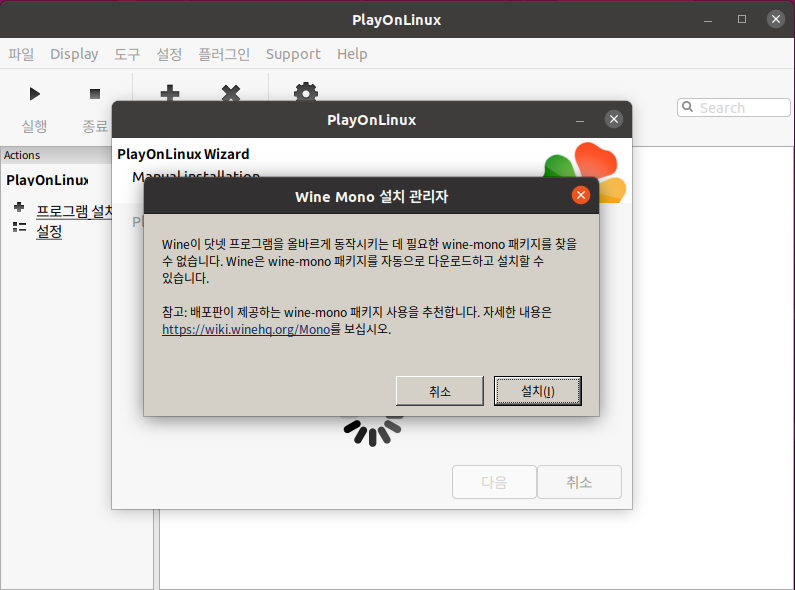 PlayOnLinux
파일 Display 도구 설정 플러그인 Support Help
실행 종료
Search
Actions
PlayOnLinux
프로그램 설치
설정
PlayOnLinux
PlayOnLinux Wizard
Manual installation
Wine Mono 설치 관리자
Wine이 닷넷 프로그램을 올바르게 동작시키는 데 필요한 wine-mono 패키지를 찾을
수 없습니다. Wine은 wine-mono 패키지를 자동으로 다운로드하고 설치할 수
있습니다.
참고: 배포판이 제공하는 wine-mono 패키지 사용을 추천합니다. 자세한 내용은
https://wiki.winehq.org/Mono를 보십시오.
취소 설치(I)
다음 취소